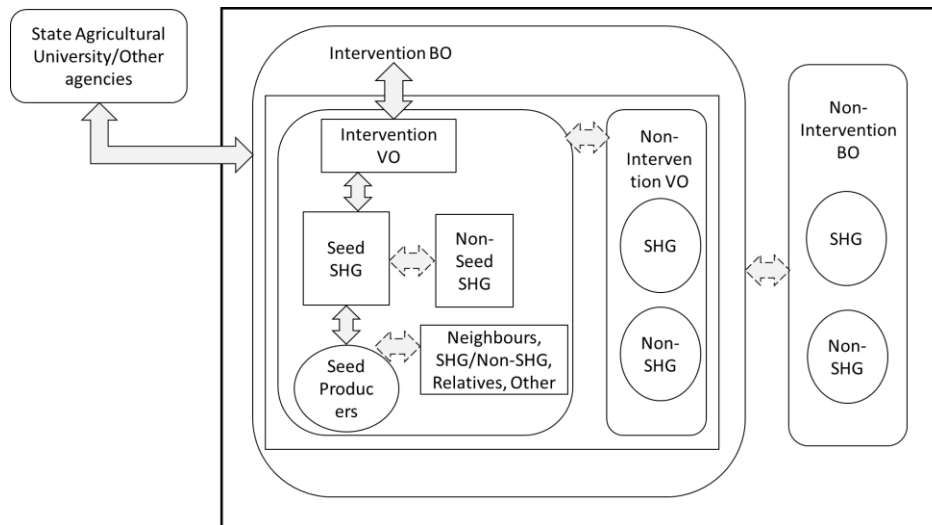 State Agricultural
University/Other
agencies
Intervention BO
Intervention
VO
Seed
SHG
Non-
Seed
SHG
Seed
Produc
ers
Neighbours,
SHG/Non-SHG,
Relatives, Other
Non-
Interven
tion VO
SHG
Non-
SHG
Non-
Intervention
BO
SHG
Non-
SHG